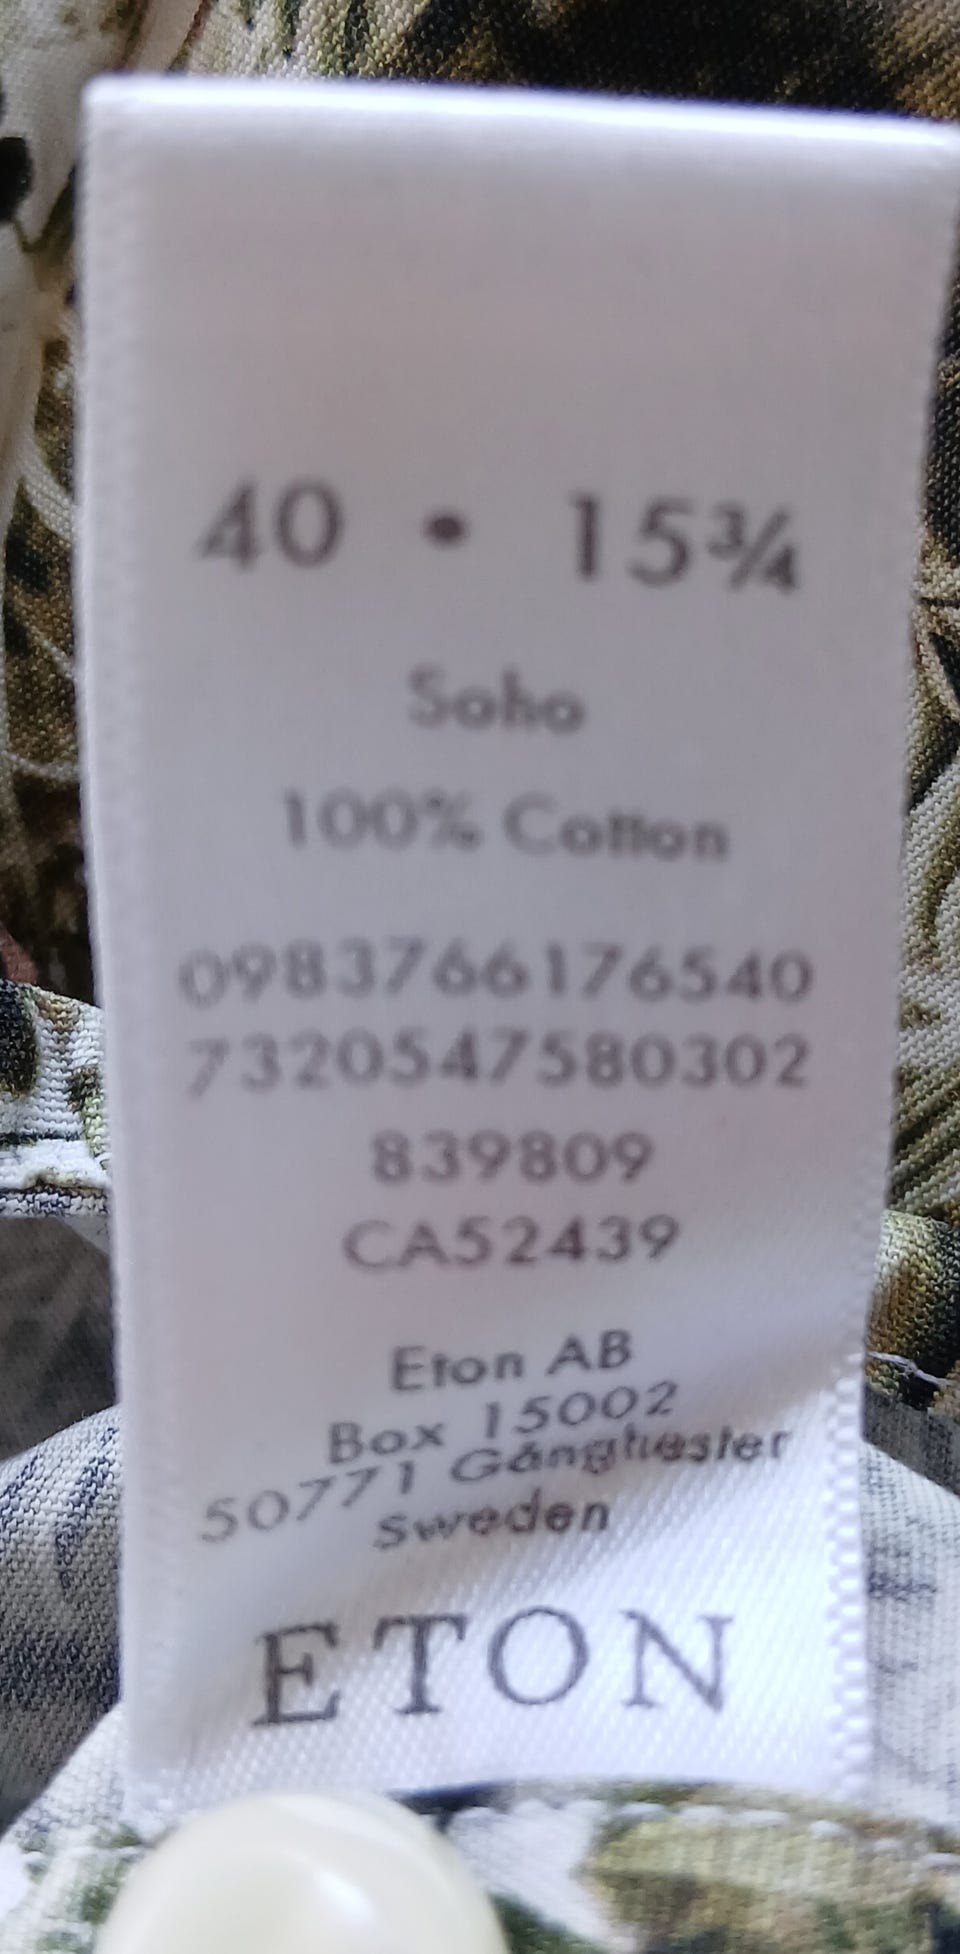 40 • 15¾
Soho
100% Cotton
0983766176540
7320547580302
839809
CA52439
Eton AB
Box 15002
50771 Gånghester
Sweden
ETON